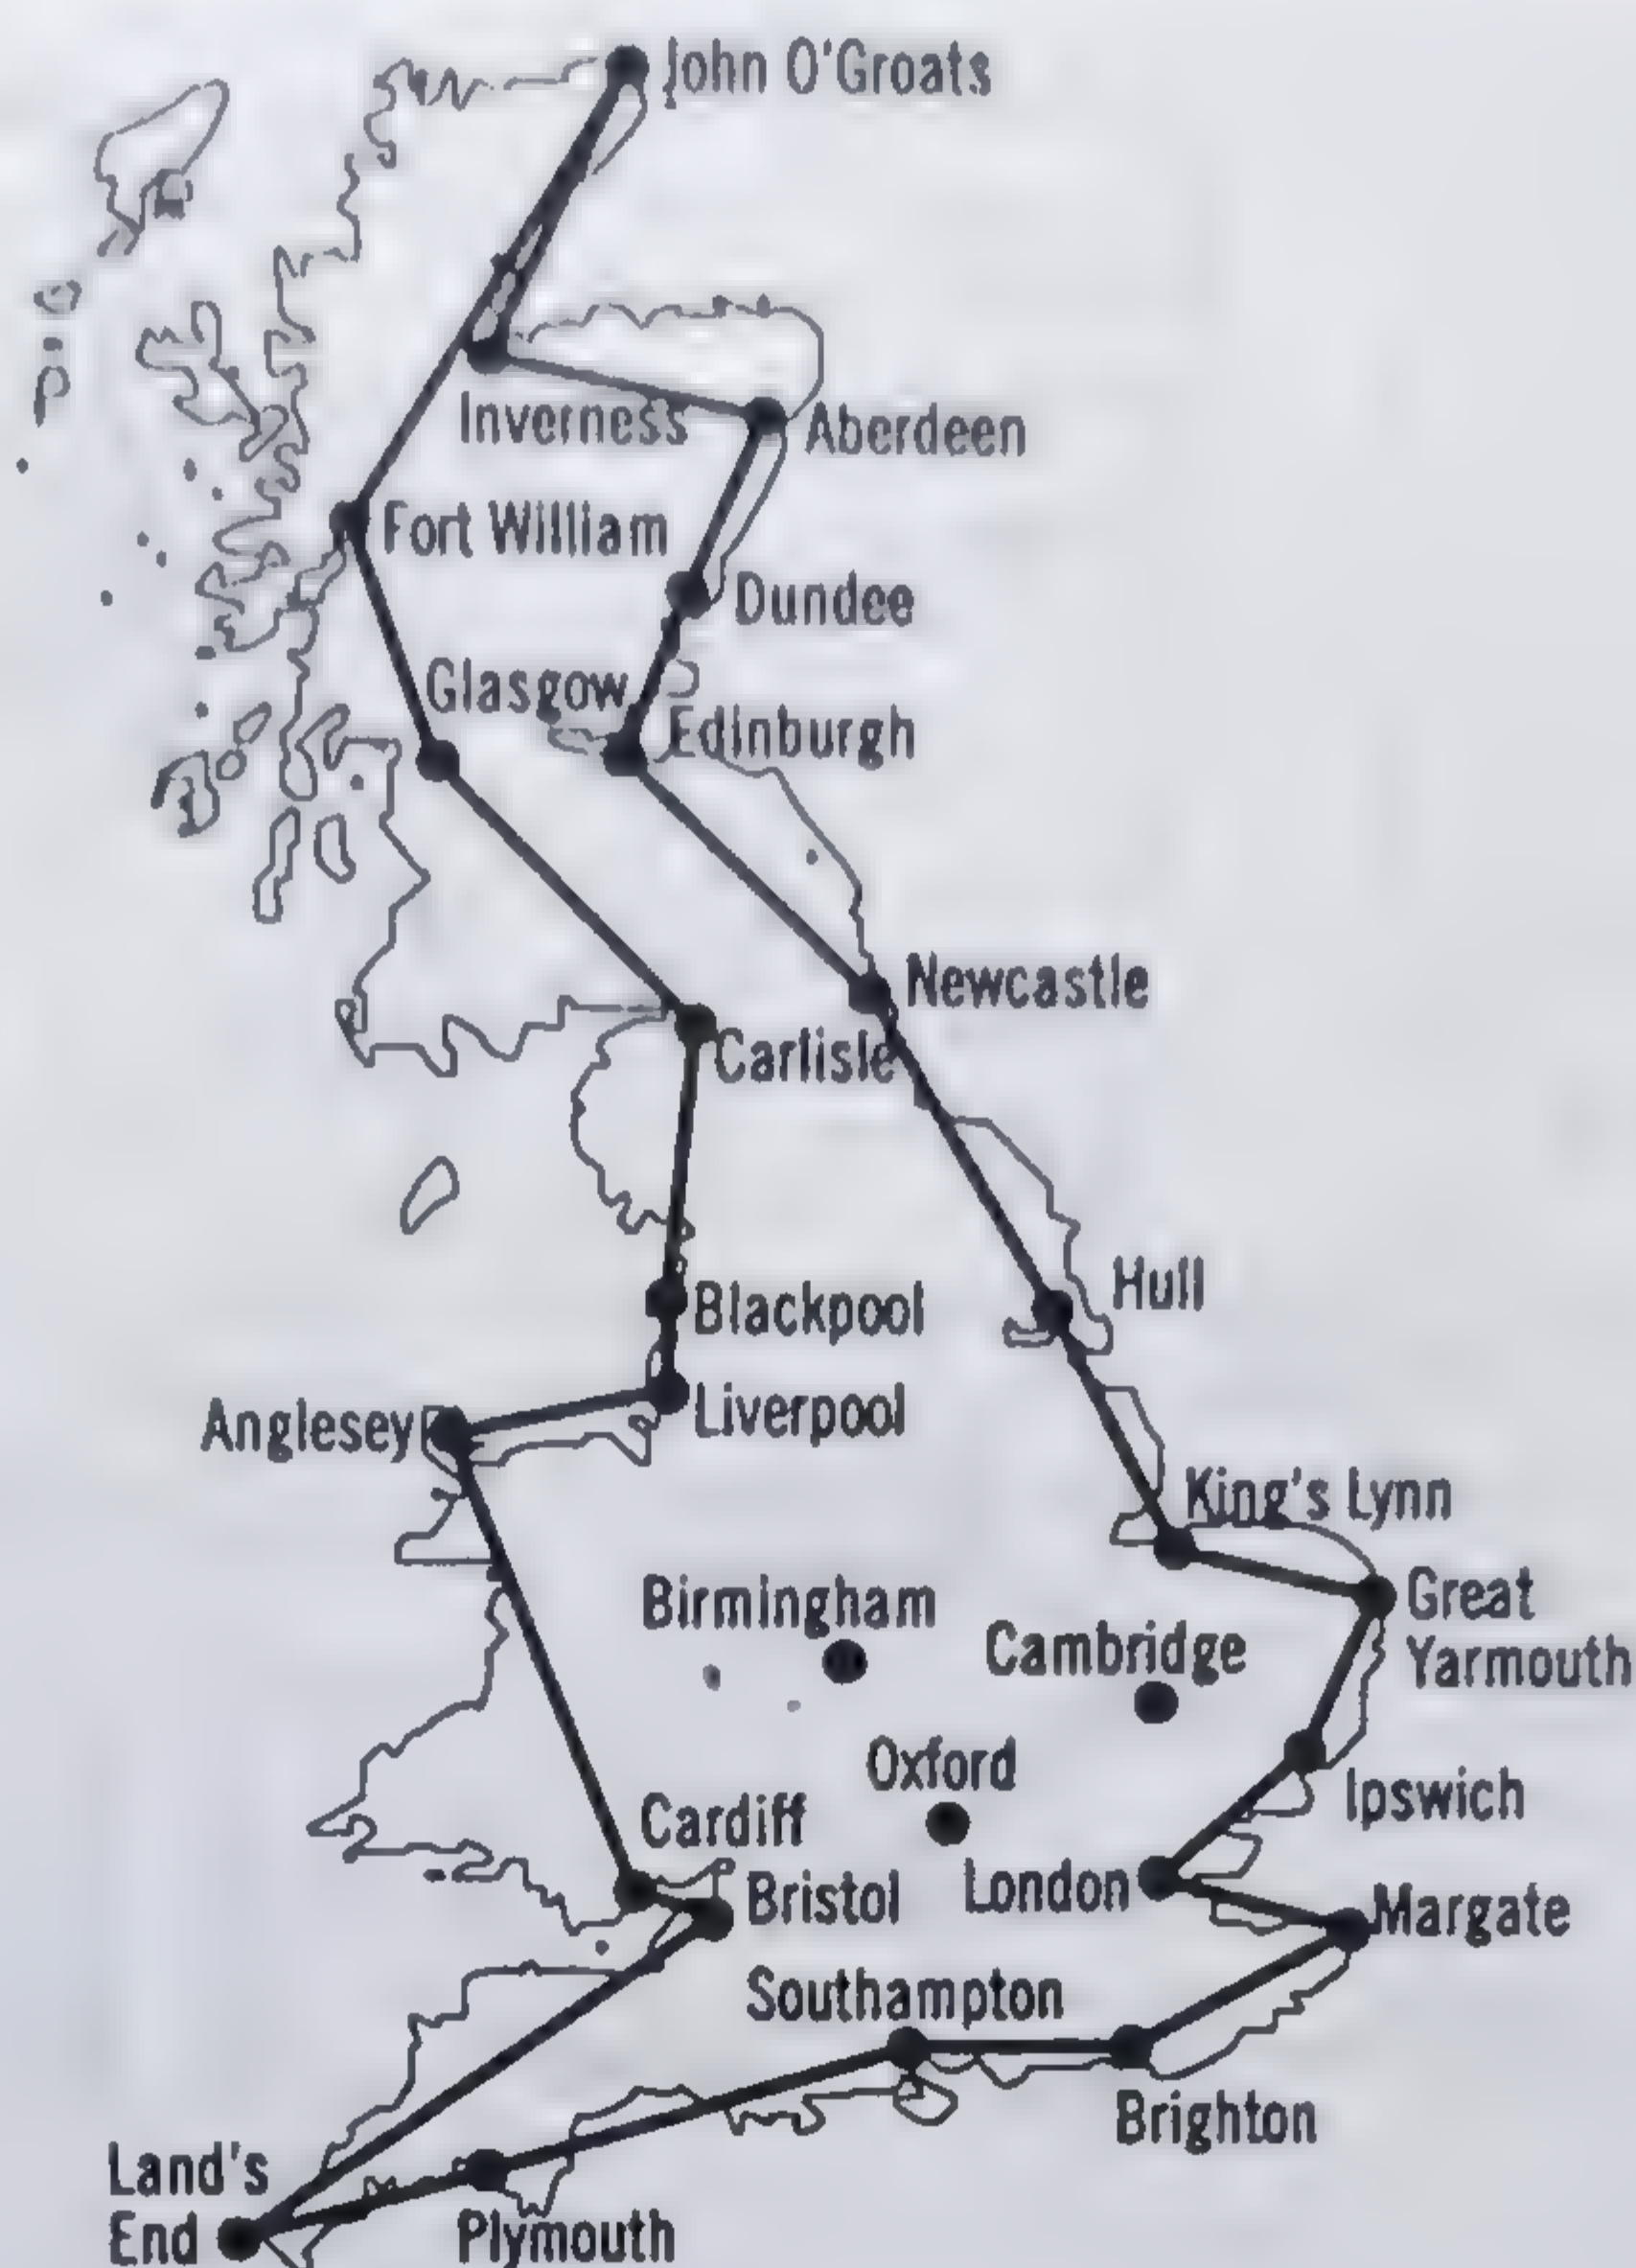 John O'Groats
Inverness
Aberdeen
Fort William
Dundee
Glasgow
Edinburgh
Newcastle
Carlisle
Hull
Blackpool
Anglesey
Liverpool
King's Lynn
Great
Yarmouth
Birmingham
Cambridge
Oxford
Ipswich
Cardiff
Bristol
London
Margate
Southampton
Brighton
Land's
End
Plymouth